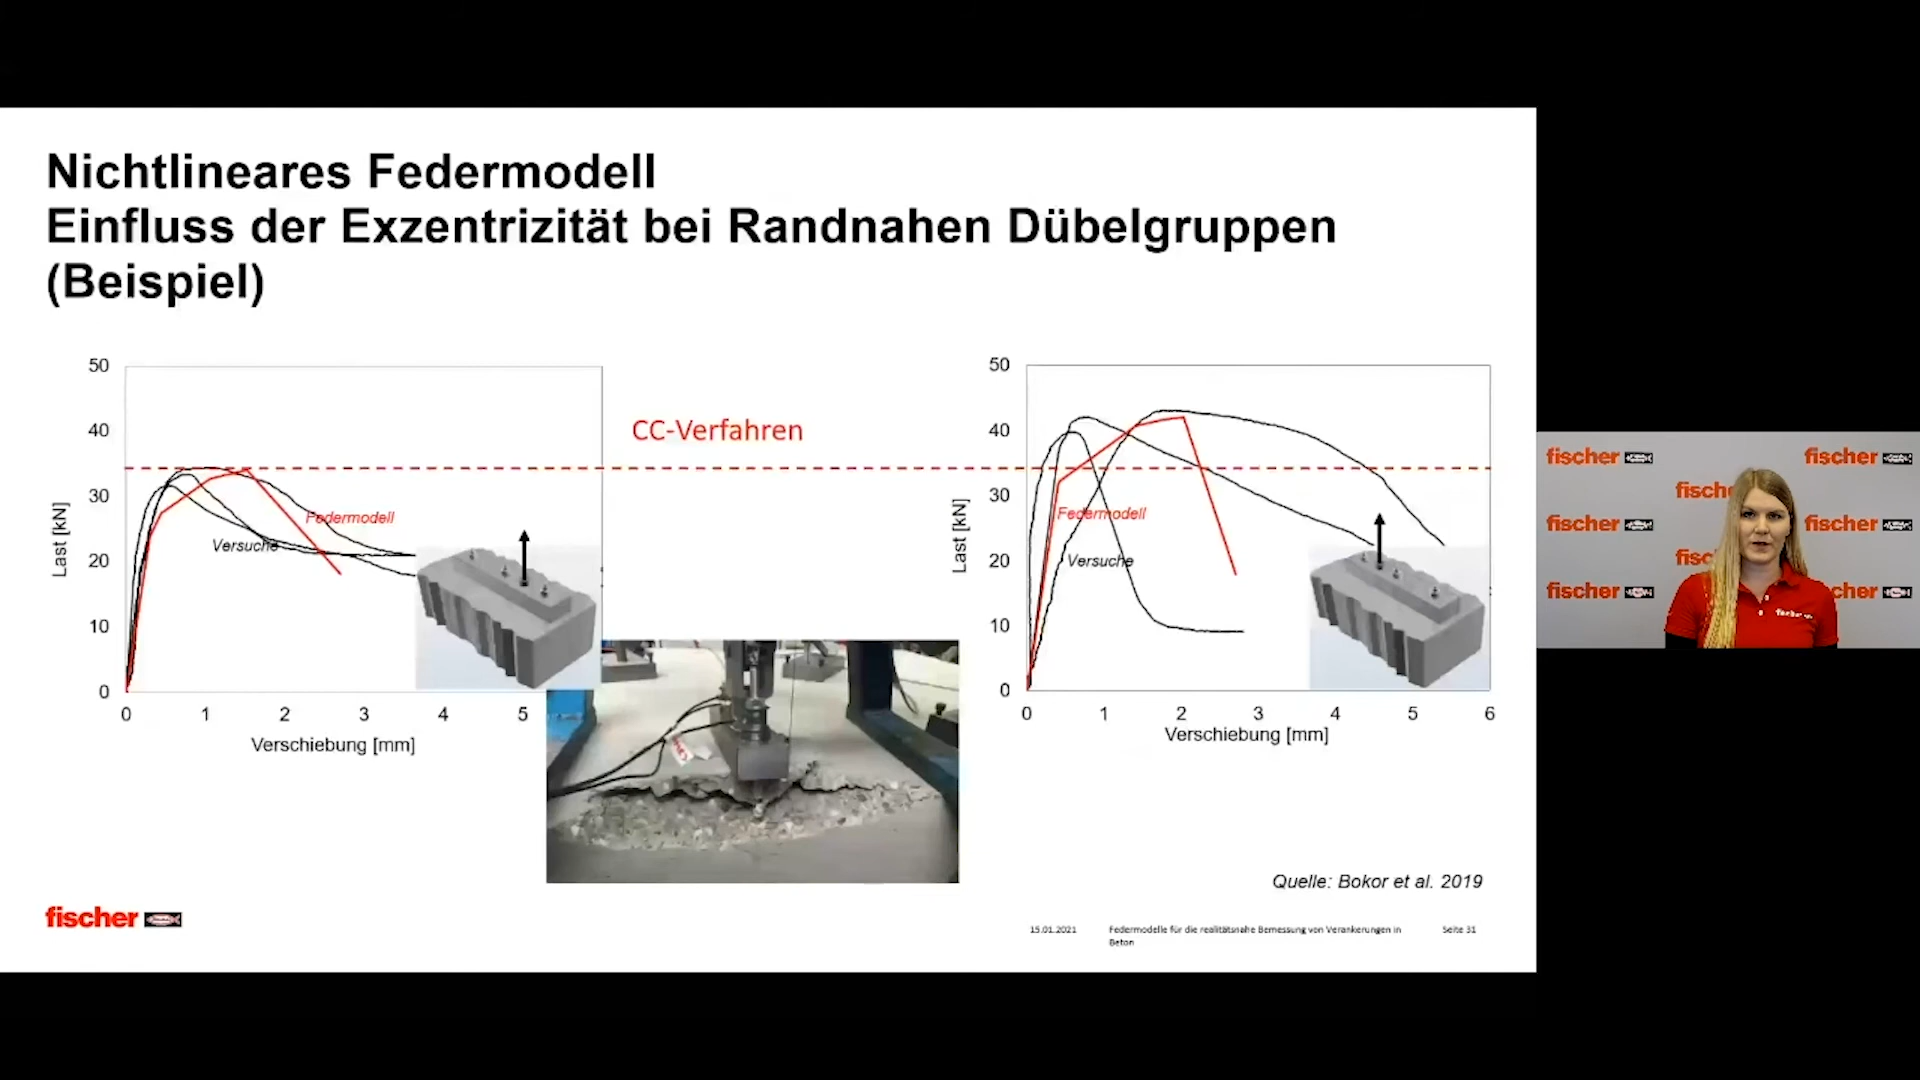 Nichtlineares Federmodell
Einfluss der Exzentrizität bei Randnahen Dübelgruppen
(Beispiel)
50
40
30
20
10
0
Last [kN]
0 1 2 3 4 5
Verschiebung [mm]
Federmodell
Versuche
CC-Verfahren
50
40
30
20
10
0
Last [kN]
0 1 2 3 4 5 6
Verschiebung [mm]
Federmodell
Versuche
Quelle: Bokor et al. 2019
fischer
15.01.2021 Federmodelle für die realitätsnahe Bemessung von Verankerungen in Seite 31
Beton
fischer fischer
fisch
fischer fischer
fisc
fischer cher